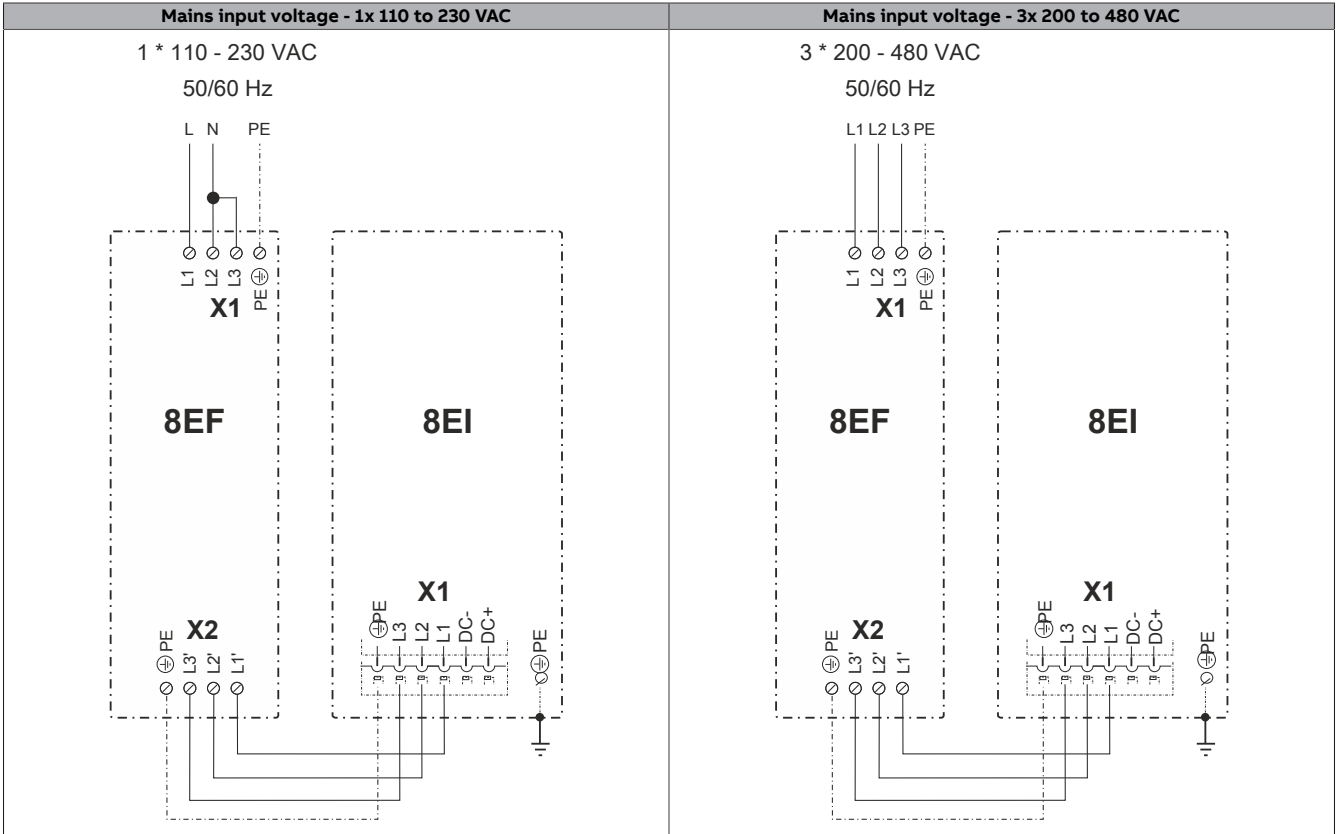 Mains input voltage - 1x 110 to 230 VAC
Mains input voltage - 3x 200 to 480 VAC
1 * 110 - 230 VAC
50/60 Hz
L N PE
L1 L2 L3 PE
X1
8EF
8EI
X1
PE L3 L2 L1 DC- DC+
PE
X2
PE L3' L2' L1'
3 * 200 - 480 VAC
50/60 Hz
L1 L2 L3 PE
L1 L2 L3 PE
X1
8EF
8EI
X1
PE L3 L2 L1 DC- DC+
PE
X2
PE L3' L2' L1'